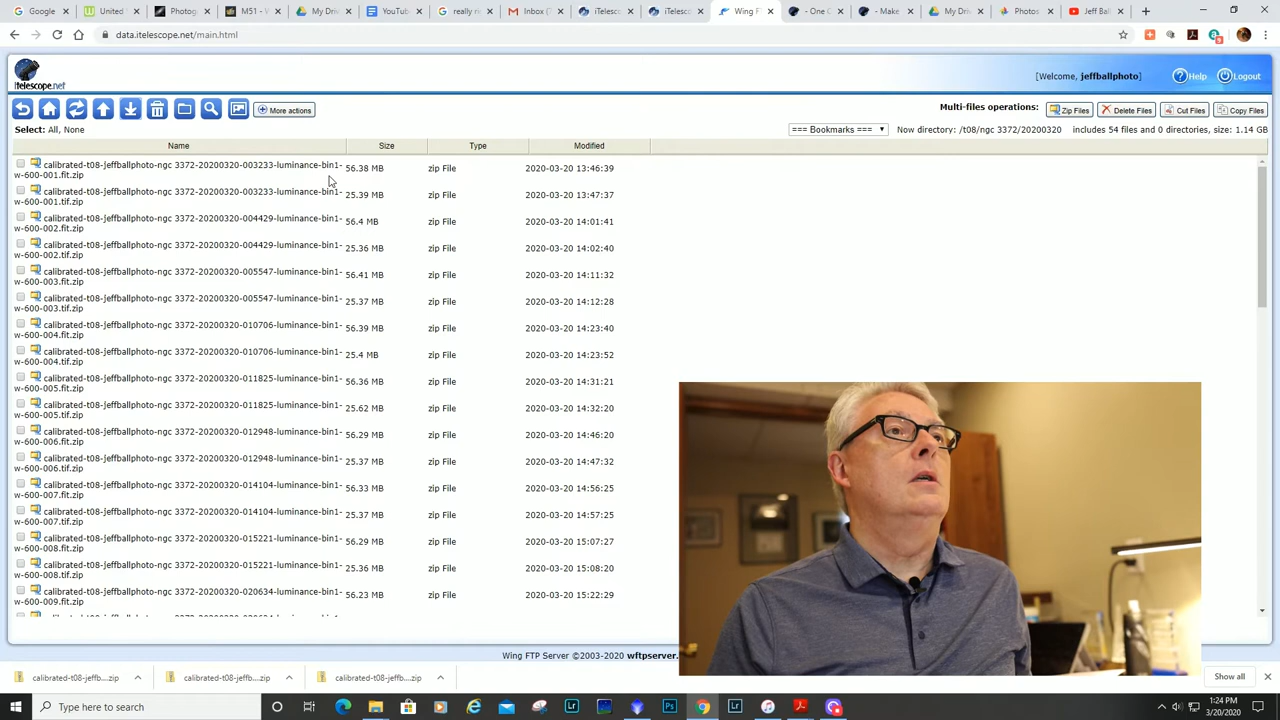 Google
United
Photog
M51 - W
My Driv
YouTub
really ri
Inbox (1
iTelesco
iTelesco
Wing F
- One C
- Make
My Driv
Photos
Jeff Bal
data.itelescope.net/main.html
itelescope.net
[Welcome, jeffballphoto]
Help
Logout
More actions
Multi-files operations:
Zip Files
Delete Files
Cut Files
Copy Files
Select: All, None
=== Bookmarks ===
Now directory: /t08/ngc 3372/20200320 includes 54 files and 0 directories, size: 1.14 GB
Name Size Type Modified
calibrated-t08-jeffballphoto-ngc 3372-20200320-003233-luminance-bin1-
w-600-001.fit.zip
56.38 MB zip File 2020-03-20 13:46:39
calibrated-t08-jeffballphoto-ngc 3372-20200320-003233-luminance-bin1-
w-600-001.tif.zip
25.39 MB zip File 2020-03-20 13:47:37
calibrated-t08-jeffballphoto-ngc 3372-20200320-004429-luminance-bin1-
w-600-002.fit.zip
56.4 MB zip File 2020-03-20 14:01:41
calibrated-t08-jeffballphoto-ngc 3372-20200320-004429-luminance-bin1-
w-600-002.tif.zip
25.36 MB zip File 2020-03-20 14:02:40
calibrated-t08-jeffballphoto-ngc 3372-20200320-005547-luminance-bin1-
w-600-003.fit.zip
56.41 MB zip File 2020-03-20 14:11:32
calibrated-t08-jeffballphoto-ngc 3372-20200320-005547-luminance-bin1-
w-600-003.tif.zip
25.37 MB zip File 2020-03-20 14:12:28
calibrated-t08-jeffballphoto-ngc 3372-20200320-010706-luminance-bin1-
w-600-004.fit.zip
56.39 MB zip File 2020-03-20 14:23:40
calibrated-t08-jeffballphoto-ngc 3372-20200320-010706-luminance-bin1-
w-600-004.tif.zip
25.4 MB zip File 2020-03-20 14:23:52
calibrated-t08-jeffballphoto-ngc 3372-20200320-011825-luminance-bin1-
w-600-005.fit.zip
56.36 MB zip File 2020-03-20 14:31:21
calibrated-t08-jeffballphoto-ngc 3372-20200320-011825-luminance-bin1-
w-600-005.tif.zip
25.62 MB zip File 2020-03-20 14:32:20
calibrated-t08-jeffballphoto-ngc 3372-20200320-012948-luminance-bin1-
w-600-006.fit.zip
56.29 MB zip File 2020-03-20 14:46:20
calibrated-t08-jeffballphoto-ngc 3372-20200320-012948-luminance-bin1-
w-600-006.tif.zip
25.37 MB zip File 2020-03-20 14:47:32
calibrated-t08-jeffballphoto-ngc 3372-20200320-014104-luminance-bin1-
w-600-007.fit.zip
56.33 MB zip File 2020-03-20 14:56:25
calibrated-t08-jeffballphoto-ngc 3372-20200320-014104-luminance-bin1-
w-600-007.tif.zip
25.37 MB zip File 2020-03-20 14:57:25
calibrated-t08-jeffballphoto-ngc 3372-20200320-015221-luminance-bin1-
w-600-008.fit.zip
56.29 MB zip File 2020-03-20 15:07:27
calibrated-t08-jeffballphoto-ngc 3372-20200320-015221-luminance-bin1-
w-600-008.tif.zip
25.36 MB zip File 2020-03-20 15:08:20
calibrated-t08-jeffballphoto-ngc 3372-20200320-020634-luminance-bin1-
w-600-009.fit.zip
56.23 MB zip File 2020-03-20 15:22:29
Wing FTP Server ©2003-2020 wftpserver.
calibrated-t08-jeffb....zip
calibrated-t08-jeffb....zip
calibrated-t08-jeffb....zip
Show all
Type here to search
1:24 PM
3/20/2020